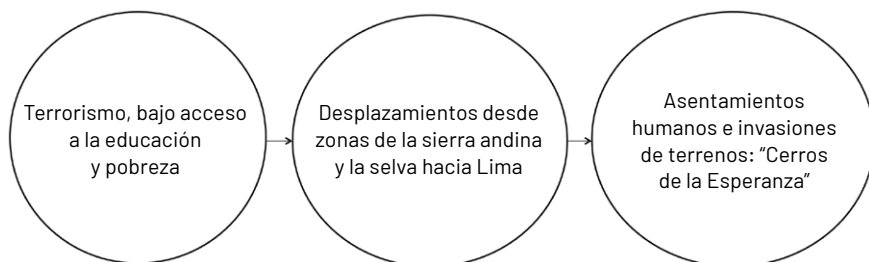 Terrorismo, bajo acceso
a la educación
y pobreza
Desplazamientos desde
zonas de la sierra andina
y la selva hacia Lima
Asentamientos
humanos e invasiones
de terrenos: “Cerros
de la Esperanza”